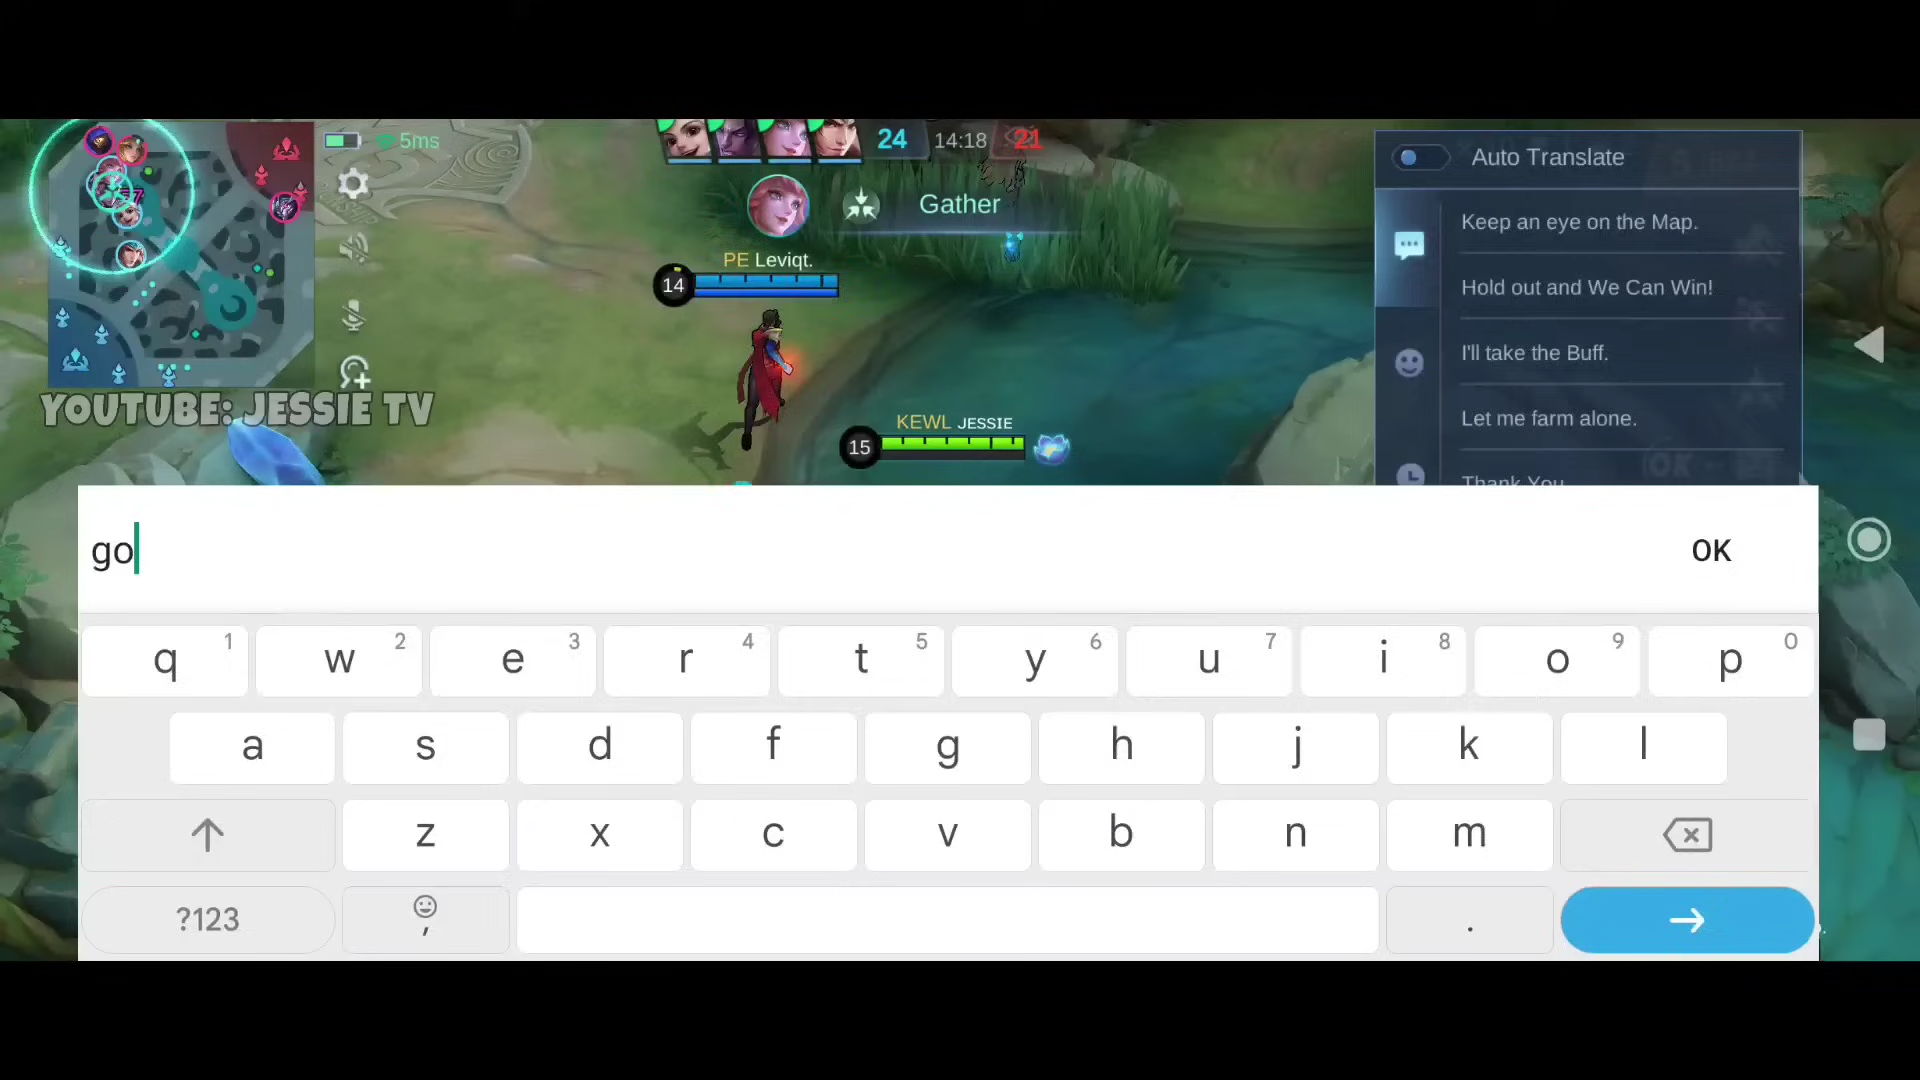 5ms
24 14:18 21
Auto Translate
Gather
Keep an eye on the Map.
PE Leviqt.
14
Hold out and We Can Win!
I'll take the Buff.
YOUTUBE: JESSIE TV
KEWL JESSIE
15
Let me farm alone.
Thank You
go
OK
q 1 w 2 e 3 r 4 t 5 y 6 u 7 i 8 o 9 p 0
a s d f g h j k l
z x c v b n m
?123 , .